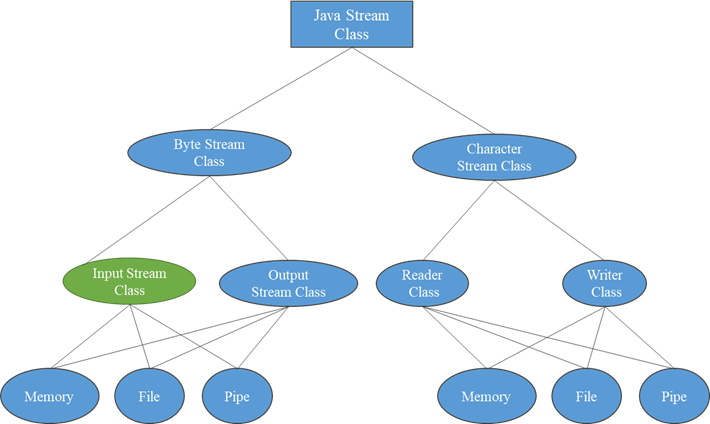 Java Stream
Class
Byte Stream
Class
Character
Stream Class
Input Stream
Class
Output
Stream Class
Reader
Class
Writer
Class
Memory
File
Pipe
Memory
File
Pipe